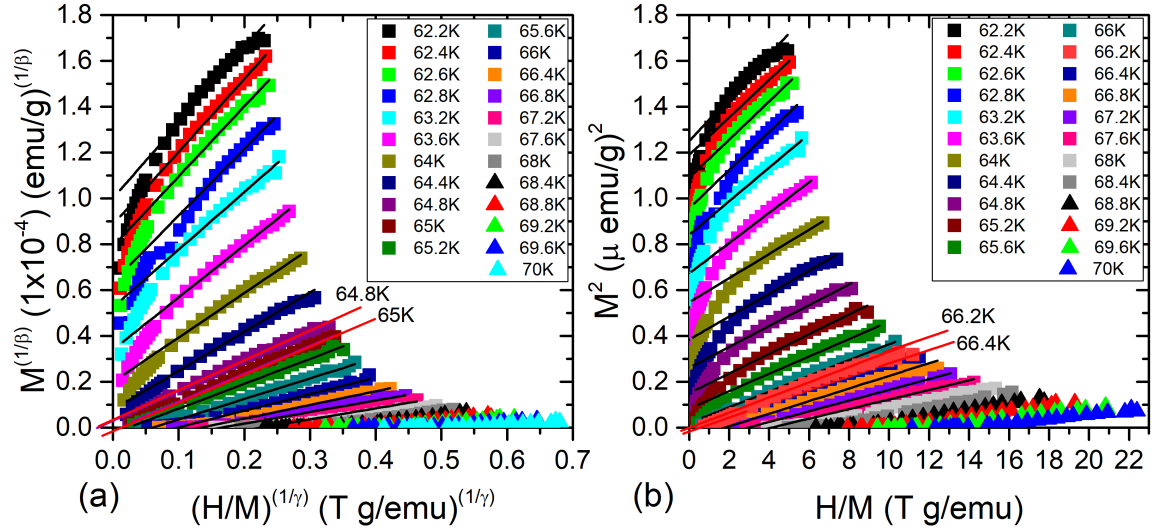 1.8
1.6
1.4
1.2
1.0
0.8
0.6
0.4
0.2
0.0
M^(1/β) (1x10^-4) (emu/g)^(1/β)
62.2K 65.6K
62.4K 66K
62.6K 66.4K
62.8K 66.8K
63.2K 67.2K
63.6K 67.6K
64K 68K
64.4K 68.4K
64.8K 68.8K
65K 69.2K
65.2K 69.6K
70K
64.8K
65K
0.0 0.1 0.2 0.3 0.4 0.5 0.6 0.7
(a) (H/M)^(1/γ) (T g/emu)^(1/γ)
1.8
1.6
1.4
1.2
1.0
0.8
0.6
0.4
0.2
0.0
M² (μ emu/g)²
62.2K 66K
62.4K 66.2K
62.6K 66.4K
62.8K 66.8K
63.2K 67.2K
63.6K 67.6K
64K 68K
64.4K 68.4K
64.8K 68.8K
65.2K 69.2K
65.6K 69.6K
70K
66.2K
66.4K
0 2 4 6 8 10 12 14 16 18 20 22
(b) H/M (T g/emu)